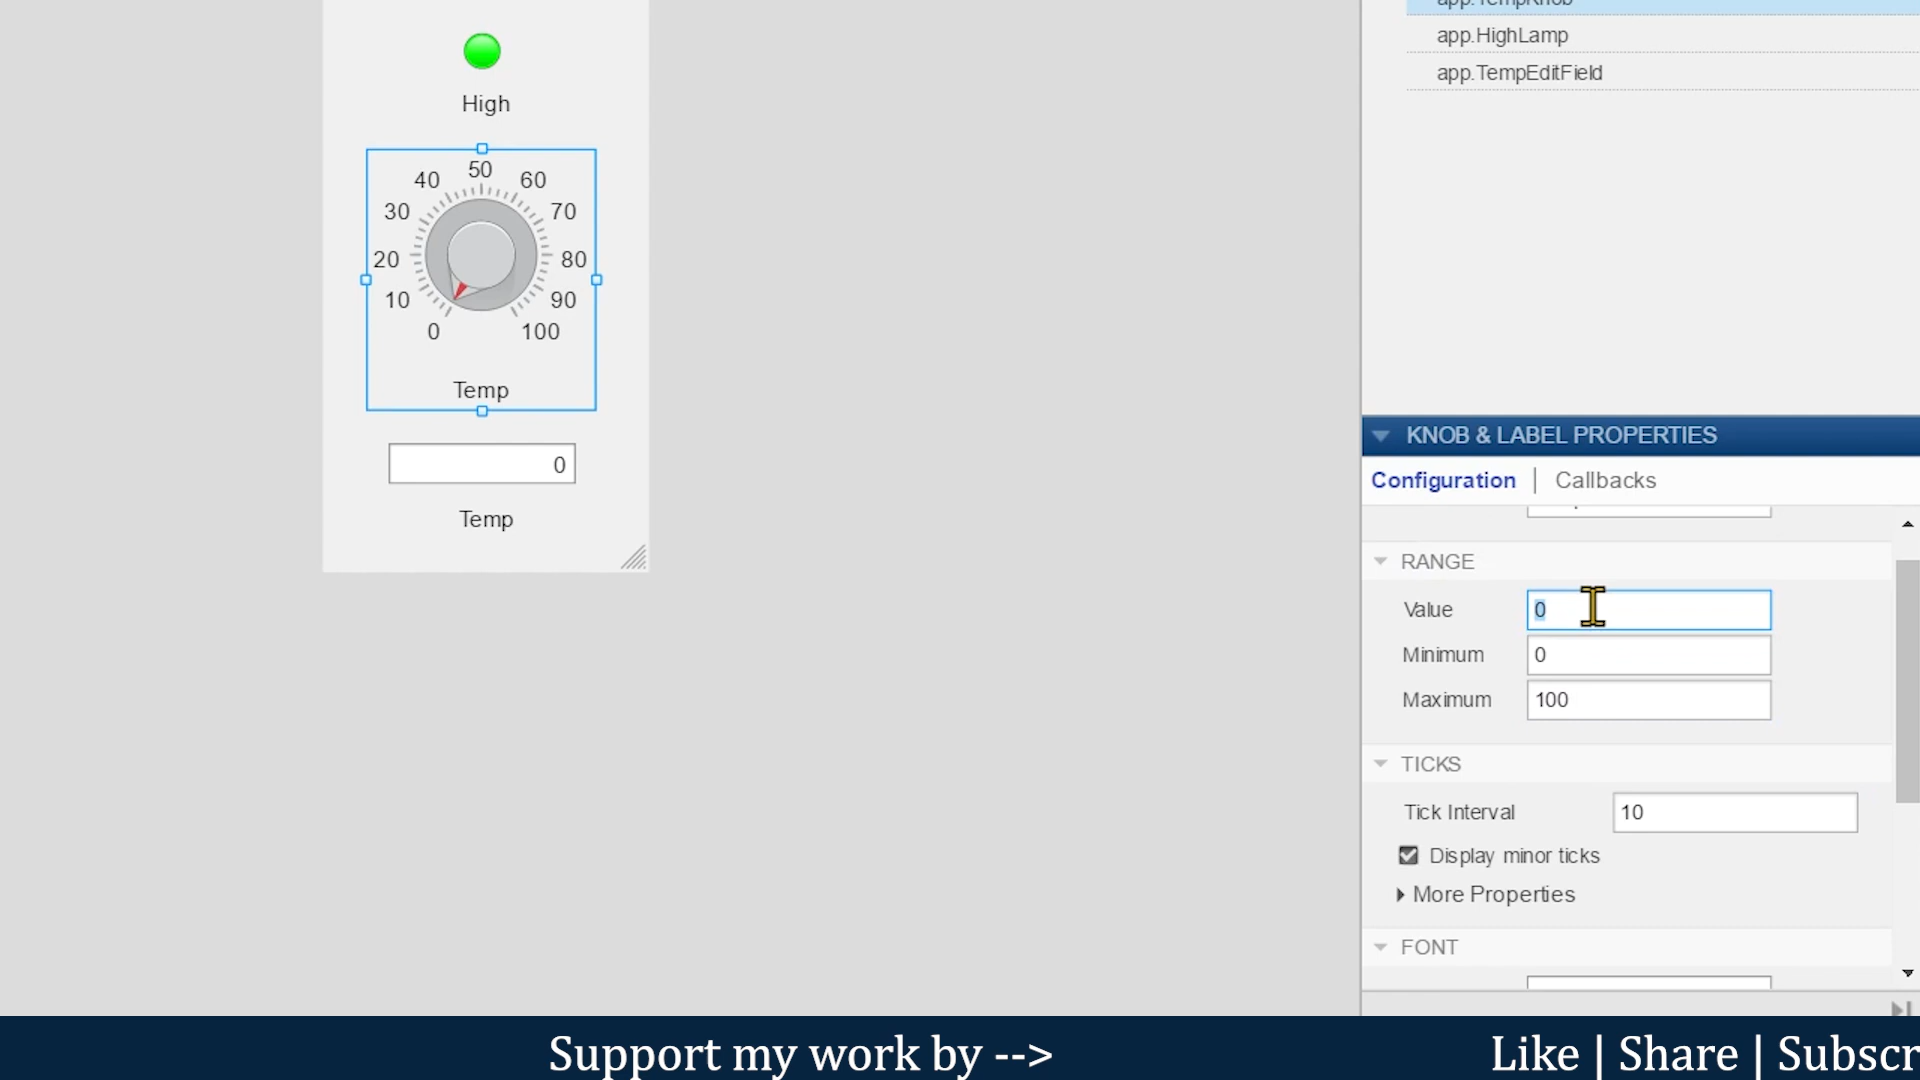 app.TempKnob
app.HighLamp
app.TempEditField
High
50
40
60
30
70
20
80
10
90
0
100
Temp
0
Temp
KNOB & LABEL PROPERTIES
Configuration | Callbacks
RANGE
Value 0
Minimum 0
Maximum 100
TICKS
Tick Interval 10
Display minor ticks
More Properties
FONT
Support my work by --> Like | Share | Subscr